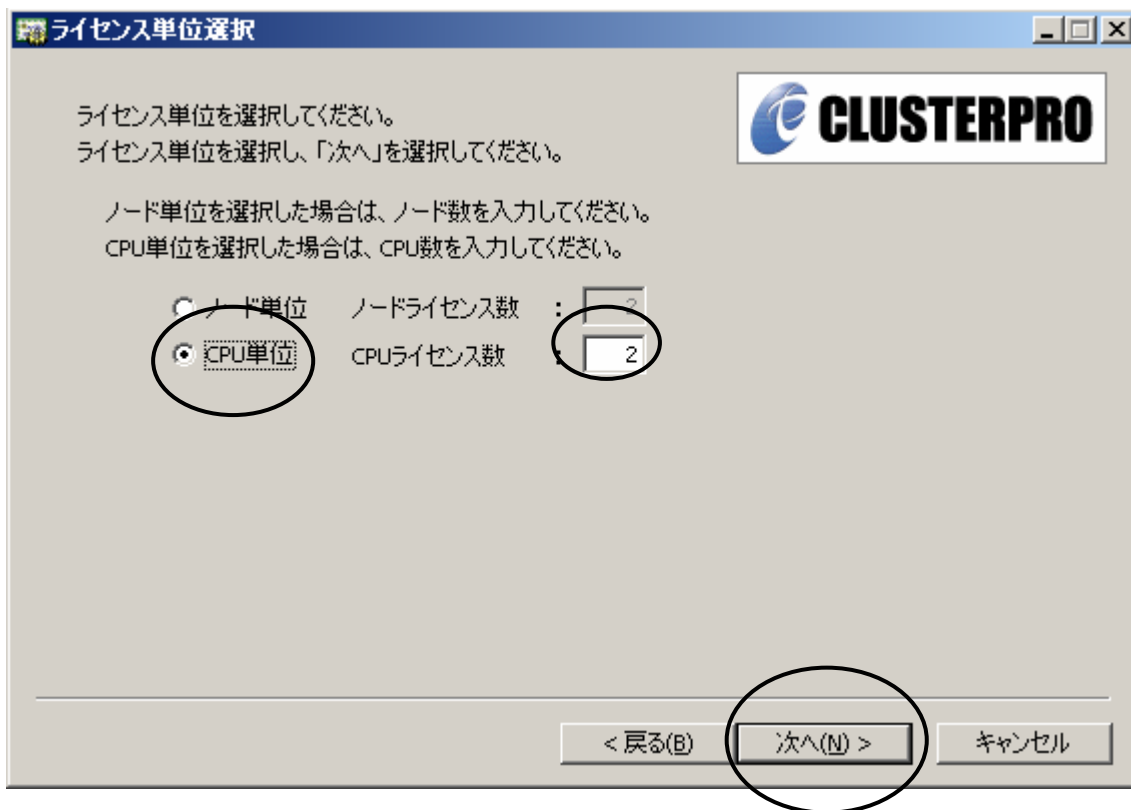 ライセンス単位選択
CLUSTERPRO
ライセンス単位を選択してください。
ライセンス単位を選択し、「次へ」を選択してください。
ノード単位を選択した場合は、ノード数を入力してください。
CPU単位を選択した場合は、CPU数を入力してください。
ノード単位 ノードライセンス数 : 2
CPU単位 CPUライセンス数 : 2
< 戻る(B) 次へ(N) > キャンセル